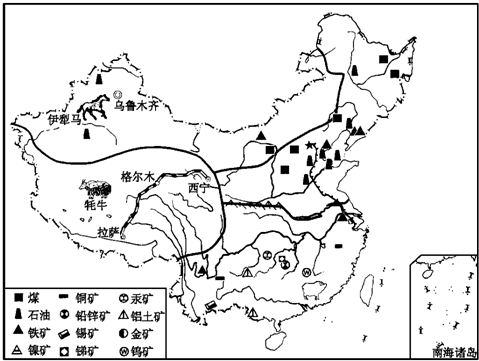 乌鲁木齐
伊犁马
格尔木
西宁
牦牛
拉萨
煤 铜矿 汞矿
石油 铅锌矿 铝土矿
铁矿 锡矿 金矿
镍矿 锑矿 钨矿
南海诸岛